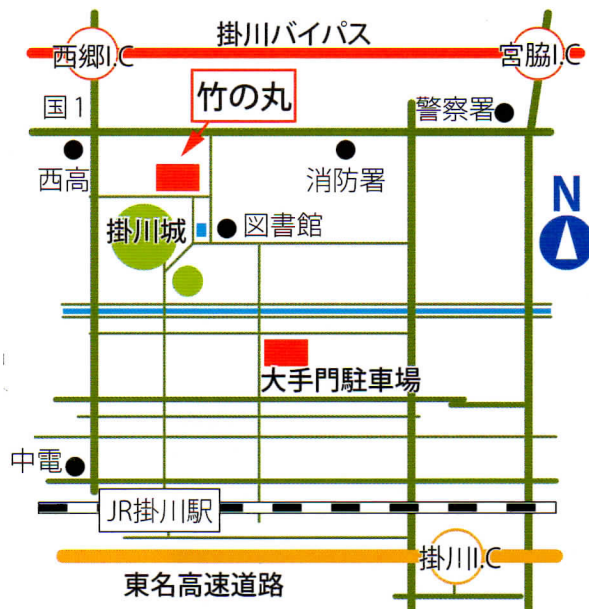 掛川バイパス
西郷I.C
宮脇I.C
国1
竹の丸
警察署
西高
消防署
N
掛川城
図書館
大手門駐車場
中電
JR掛川駅
掛川I.C
東名高速道路